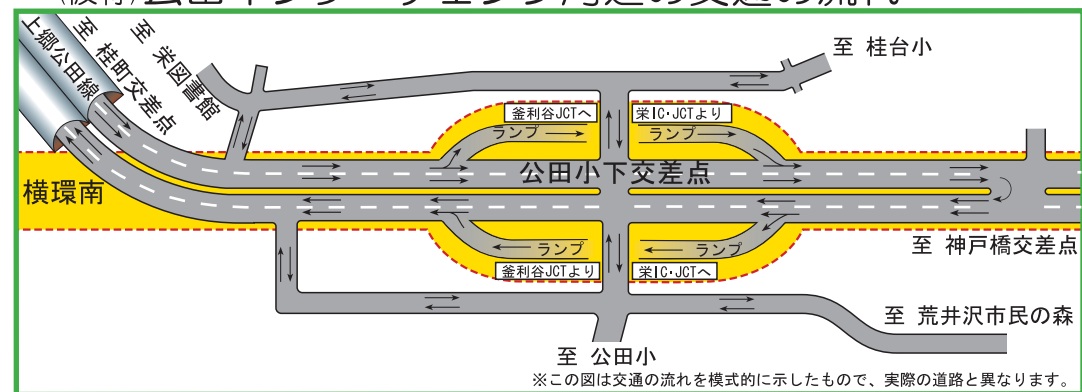 (仮称)公田インターチェンジ周辺の交通の流れ
上郷公田線
至 桂町交差点
至 栄図書館
至 桂台小
釜利谷JCTへ
栄IC・JCTより
ランプ
ランプ
公田小下交差点
横環南
ランプ
ランプ
釜利谷JCTより
栄IC・JCTへ
至 神戸橋交差点
至 荒井沢市民の森
至 公田小
※この図は交通の流れを模式的に示したもので、実際の道路と異なります。